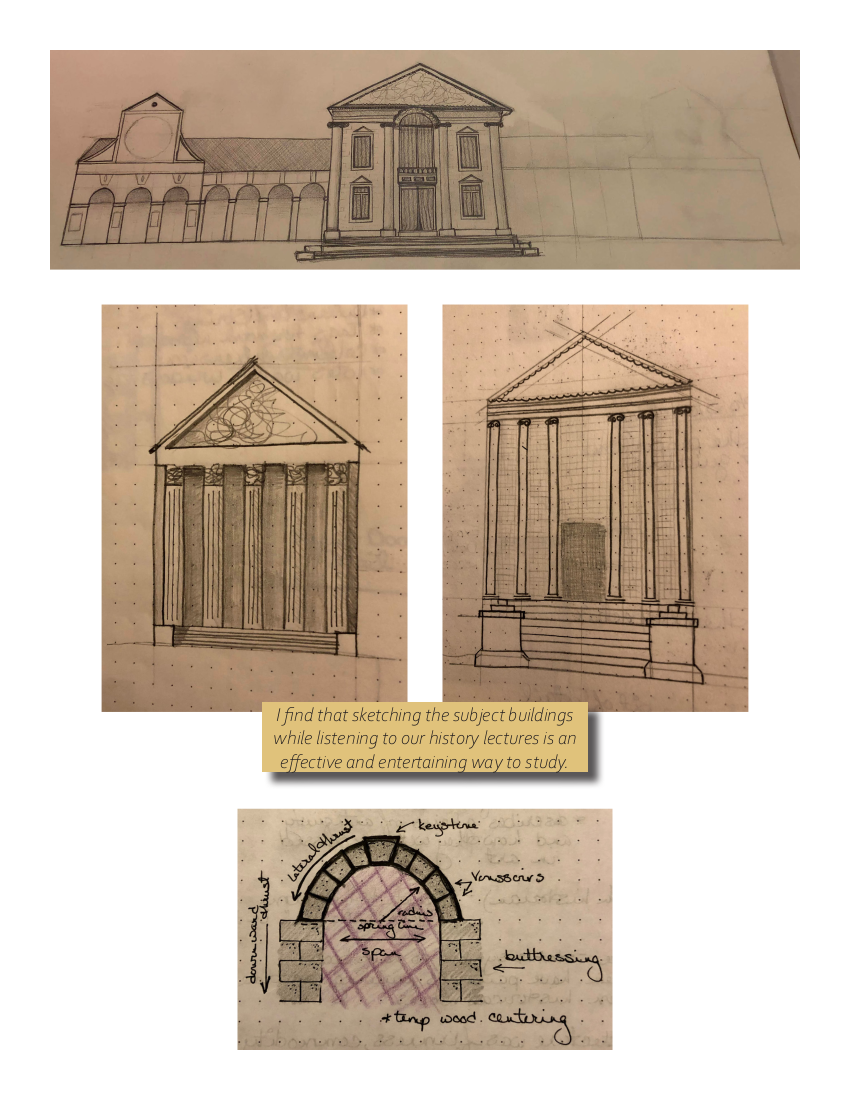 I find that sketching the subject buildings
while listening to our history lectures is an
effective and entertaining way to study.
keystone
lateral thrust
Voussoirs
downward
thrust
radius
spring line
span
buttressing
* temp wood. centering